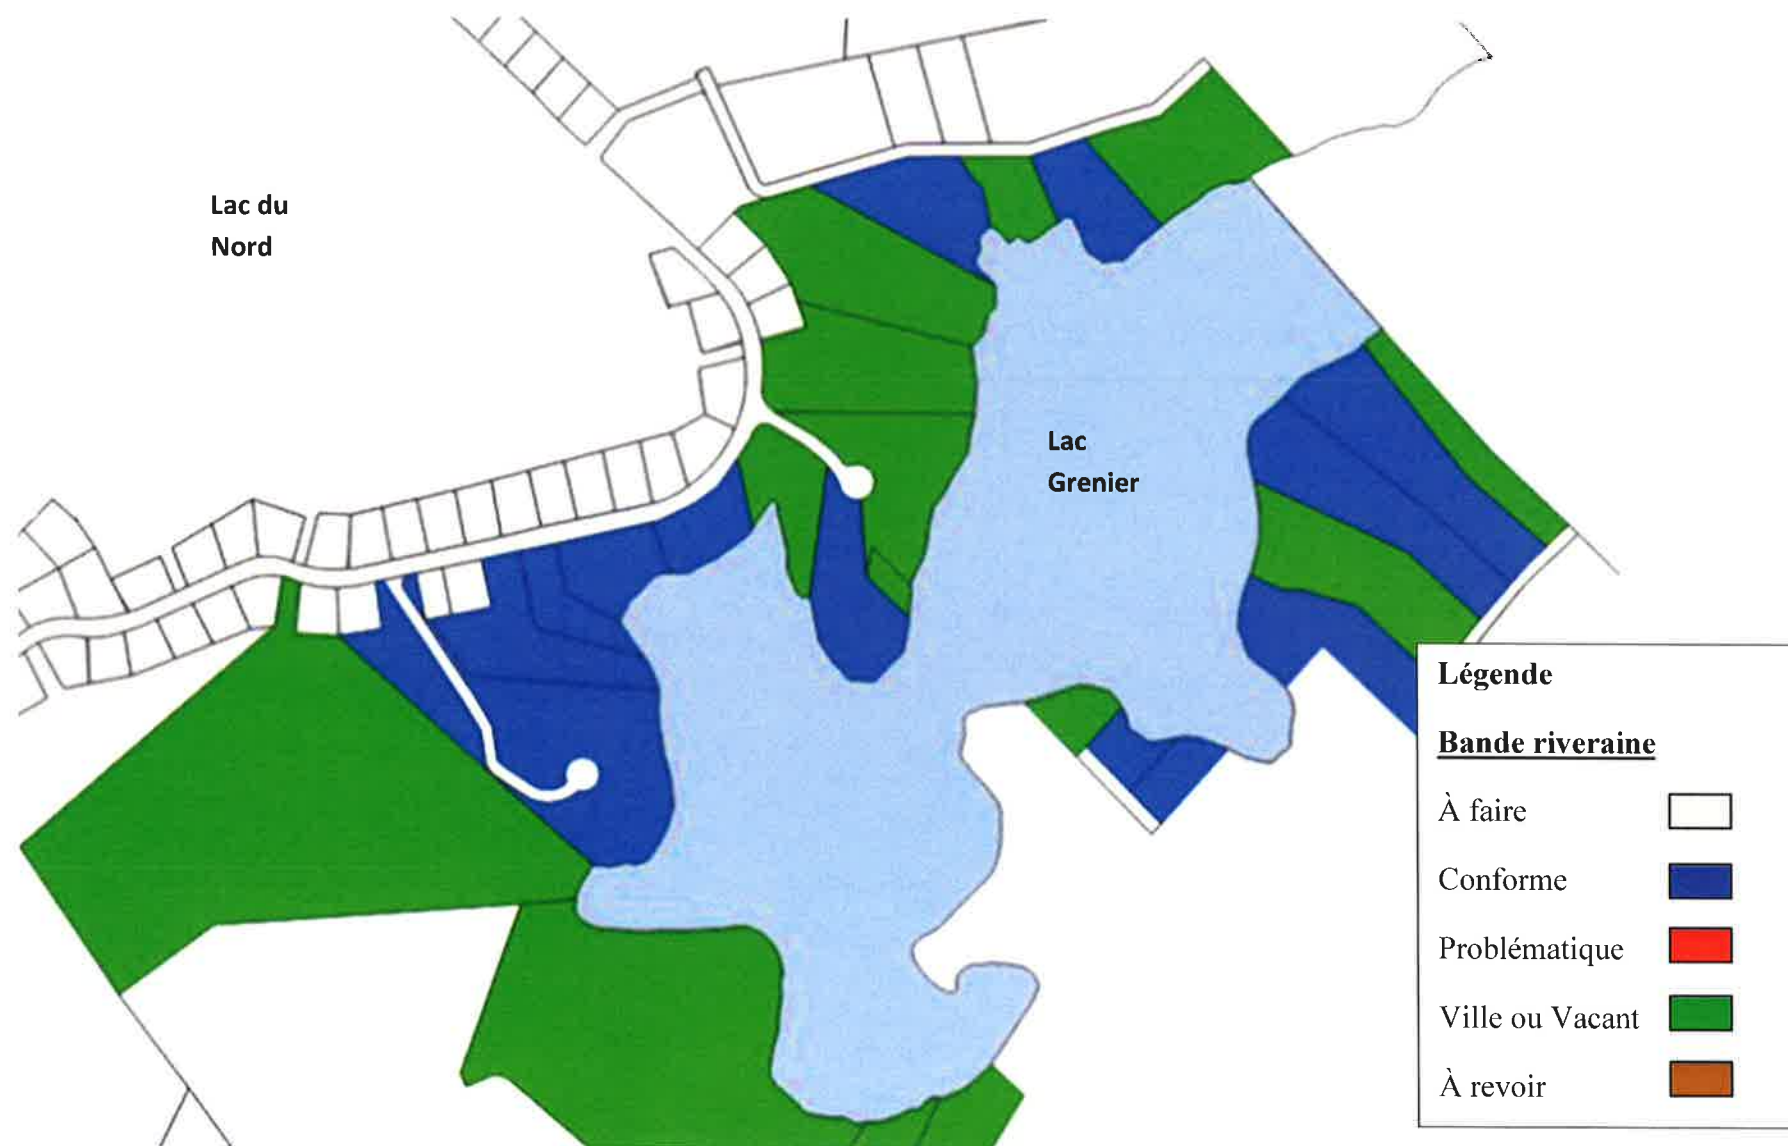 Lac du
Nord
Lac
Grenier
Légende
Bande riveraine
À faire
Conforme
Problématique
Ville ou Vacant
À revoir